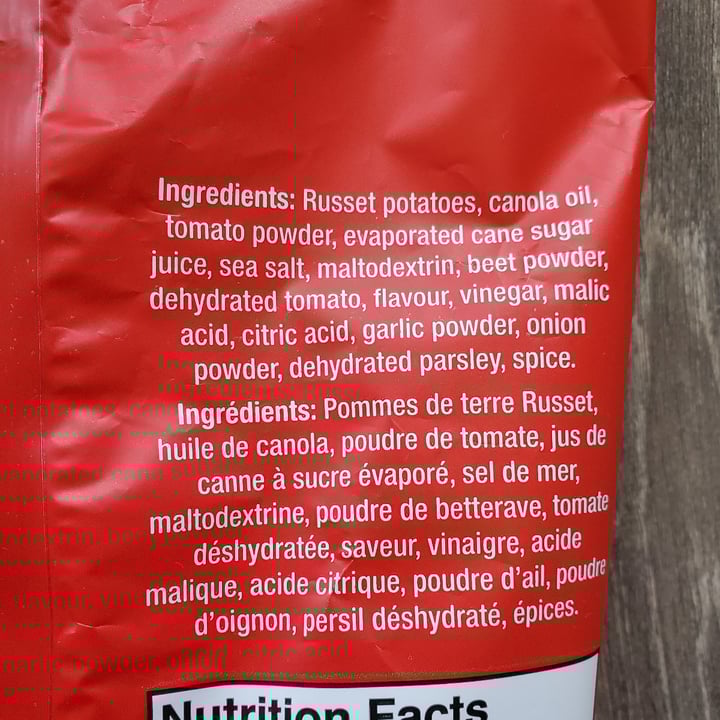 Ingredients: Russet potatoes, canola oil,
tomato powder, evaporated cane sugar
juice, sea salt, maltodextrin, beet powder,
dehydrated tomato, flavour, vinegar, malic
acid, citric acid, garlic powder, onion
powder, dehydrated parsley, spice.
Ingrédients: Pommes de terre Russet,
huile de canola, poudre de tomate, jus de
canne à sucre évaporé, sel de mer,
maltodextrine, poudre de betterave, tomate
déshydratée, saveur, vinaigre, acide
malique, acide citrique, poudre d'ail, poudre
d'oignon, persil déshydraté, épices.
Nutrition Facts